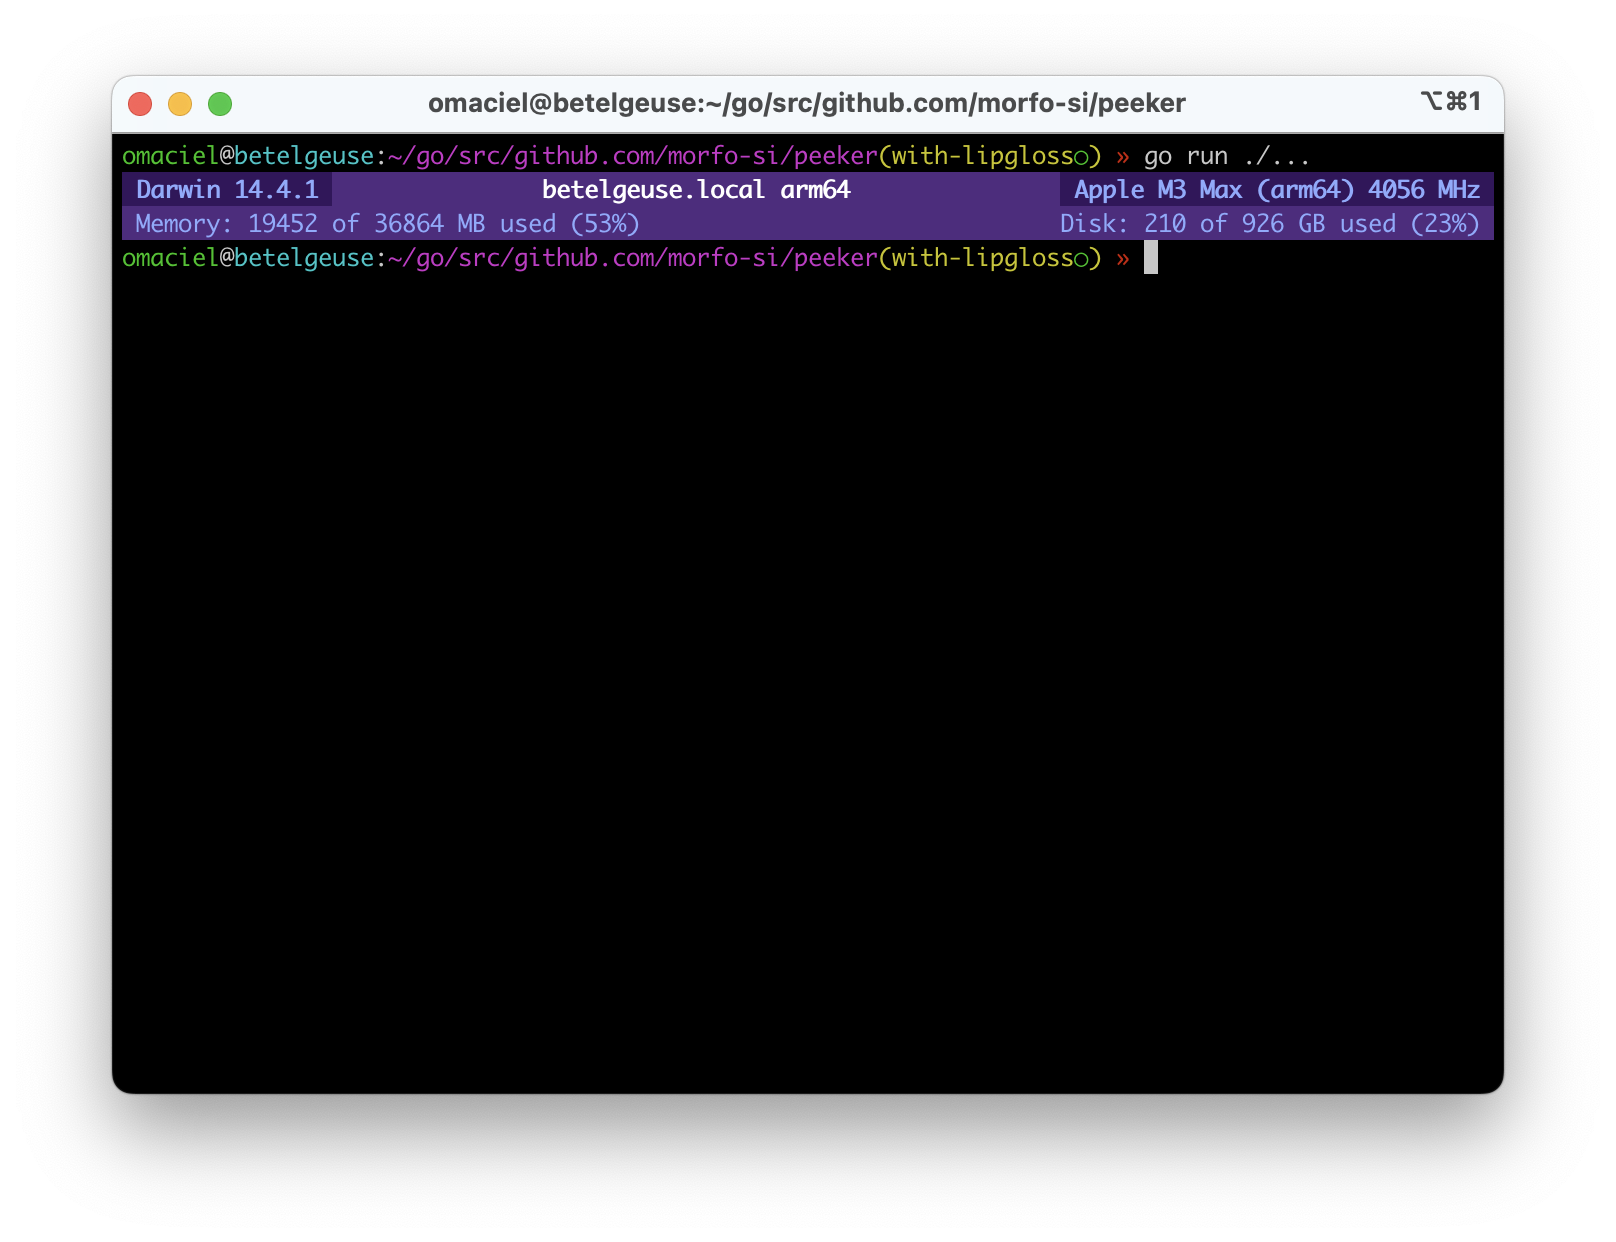 omaciel@betelgeuse:~/go/src/github.com/morfo-si/peeker ⌥⌘1
omaciel@betelgeuse:~/go/src/github.com/morfo-si/peeker(with-lipgloss○) » go run ./...
Darwin 14.4.1 betelgeuse.local arm64 Apple M3 Max (arm64) 4056 MHz
Memory: 19452 of 36864 MB used (53%) Disk: 210 of 926 GB used (23%)
omaciel@betelgeuse:~/go/src/github.com/morfo-si/peeker(with-lipgloss○) »